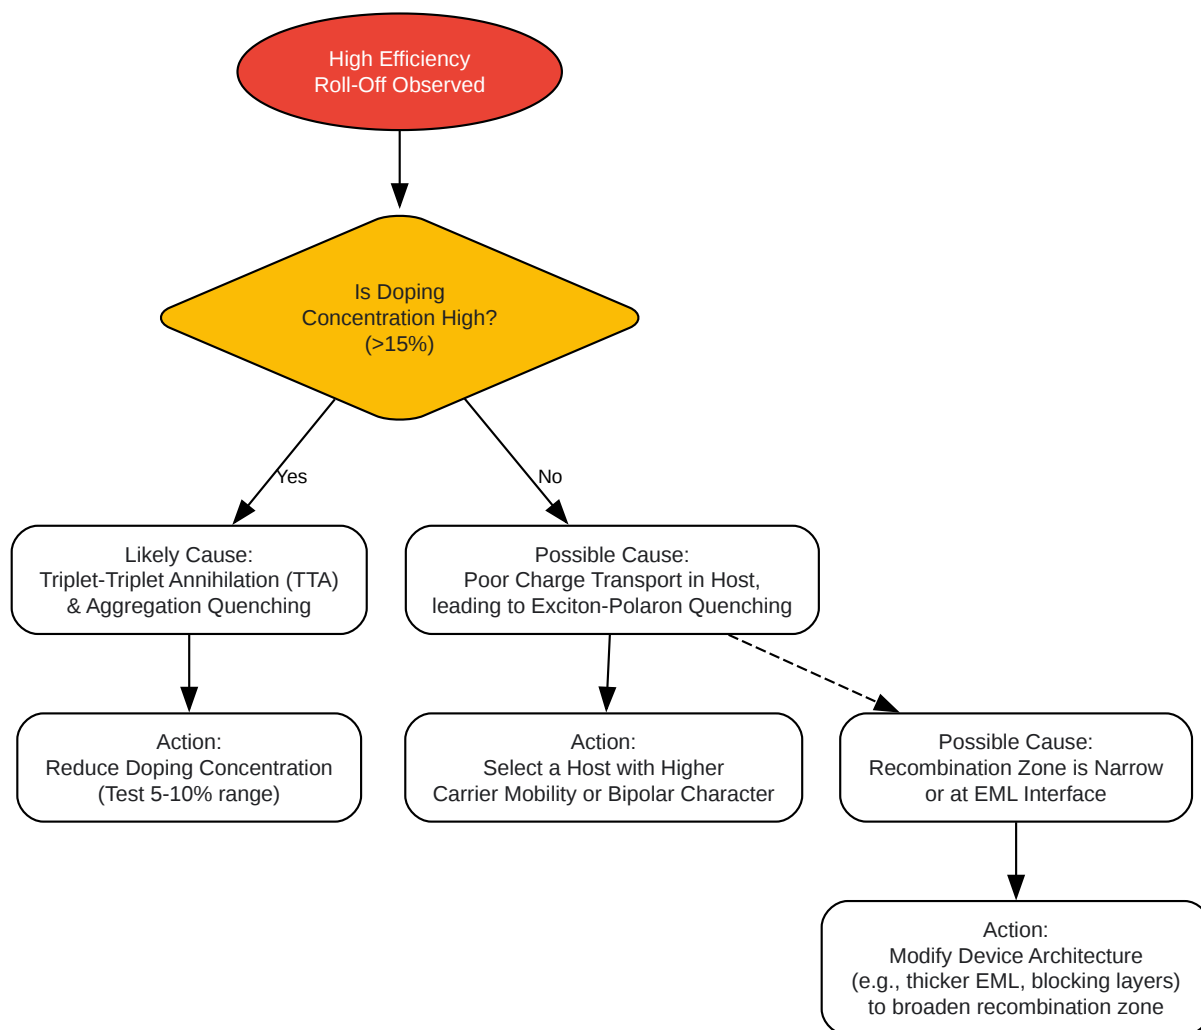 High Efficiency
Roll-Off Observed
Is Doping
Concentration High?
(>15%)
Yes
No
Likely Cause:
Triplet-Triplet Annihilation (TTA)
& Aggregation Quenching
Possible Cause:
Poor Charge Transport in Host,
leading to Exciton-Polaron Quenching
Action:
Reduce Doping Concentration
(Test 5-10% range)
Action:
Select a Host with Higher
Carrier Mobility or Bipolar Character
Possible Cause:
Recombination Zone is Narrow
or at EML Interface
Action:
Modify Device Architecture
(e.g., thicker EML, blocking layers)
to broaden recombination zone